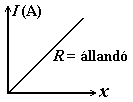 I (A)
R = állandó
x